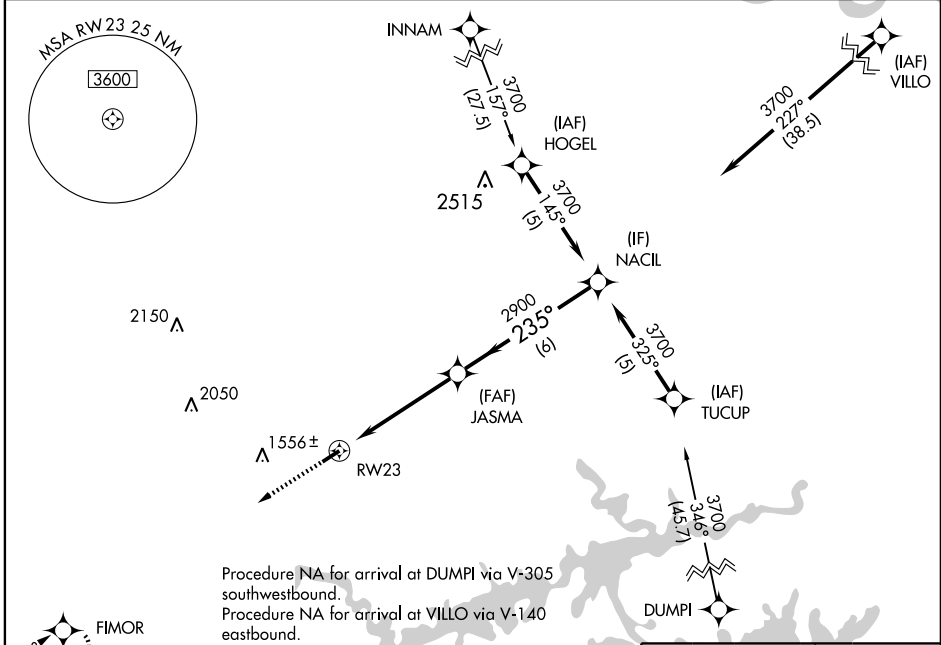 MSA RW 23 25 NM
3600
INNAM
3700
157°
(27.5)
(IAF)
HOGEL
2515
3700
145°
(5)
(IAF)
VILLO
3700
227°
(38.5)
(IF)
NACIL
2900
235°
(6)
2150
2050
1556±
(FAF)
JASMA
RW23
3700
325°
(5)
(IAF)
TUCUP
3700
346°
(45.7)
DUMPI
Procedure NA for arrival at DUMPI via V-305
southwestbound.
Procedure NA for arrival at VILLO via V-140
eastbound.
FIMOR